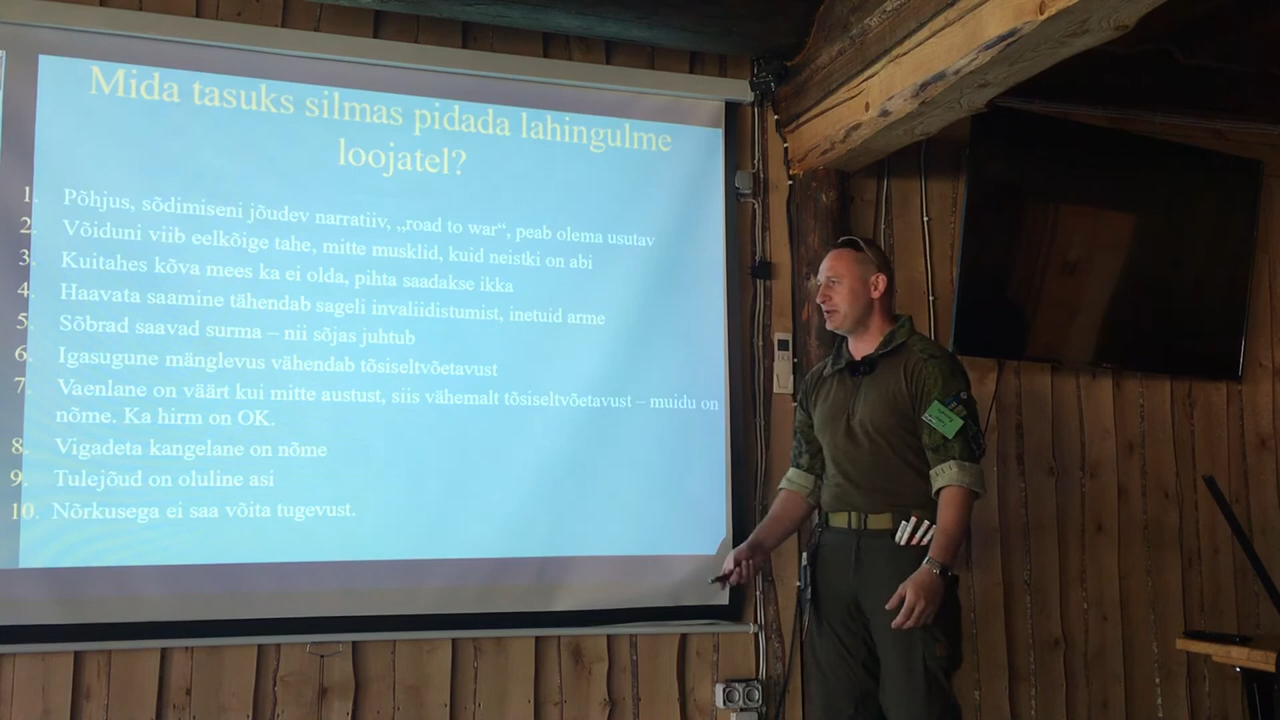 Mida tasuks silmas pidada lahingulme
loojatel?
1. Põhjus, sõdimiseni jõudev narratiiv, „road to war“, peab olema usutav
2. Võiduni viib eelkõige tahe, mitte musklid, kuid neistki on abi
3. Kuitahes kõva mees ka ei olda, pihta saadakse ikka
4. Haavata saamine tähendab sageli invaliidistumist, inetuid arme
5. Sõbrad saavad surma – nii sõjas juhtub
6. Igasugune mänglevus vähendab tõsiseltvõetavust
7. Vaenlane on väärt kui mitte austust, siis vähemalt tõsiseltvõetavust – muidu on
nõme. Ka hirm on OK.
8. Vigadeta kangelane on nõme
9. Tulejõud on oluline asi
10. Nõrkusega ei saa võita tugevust.